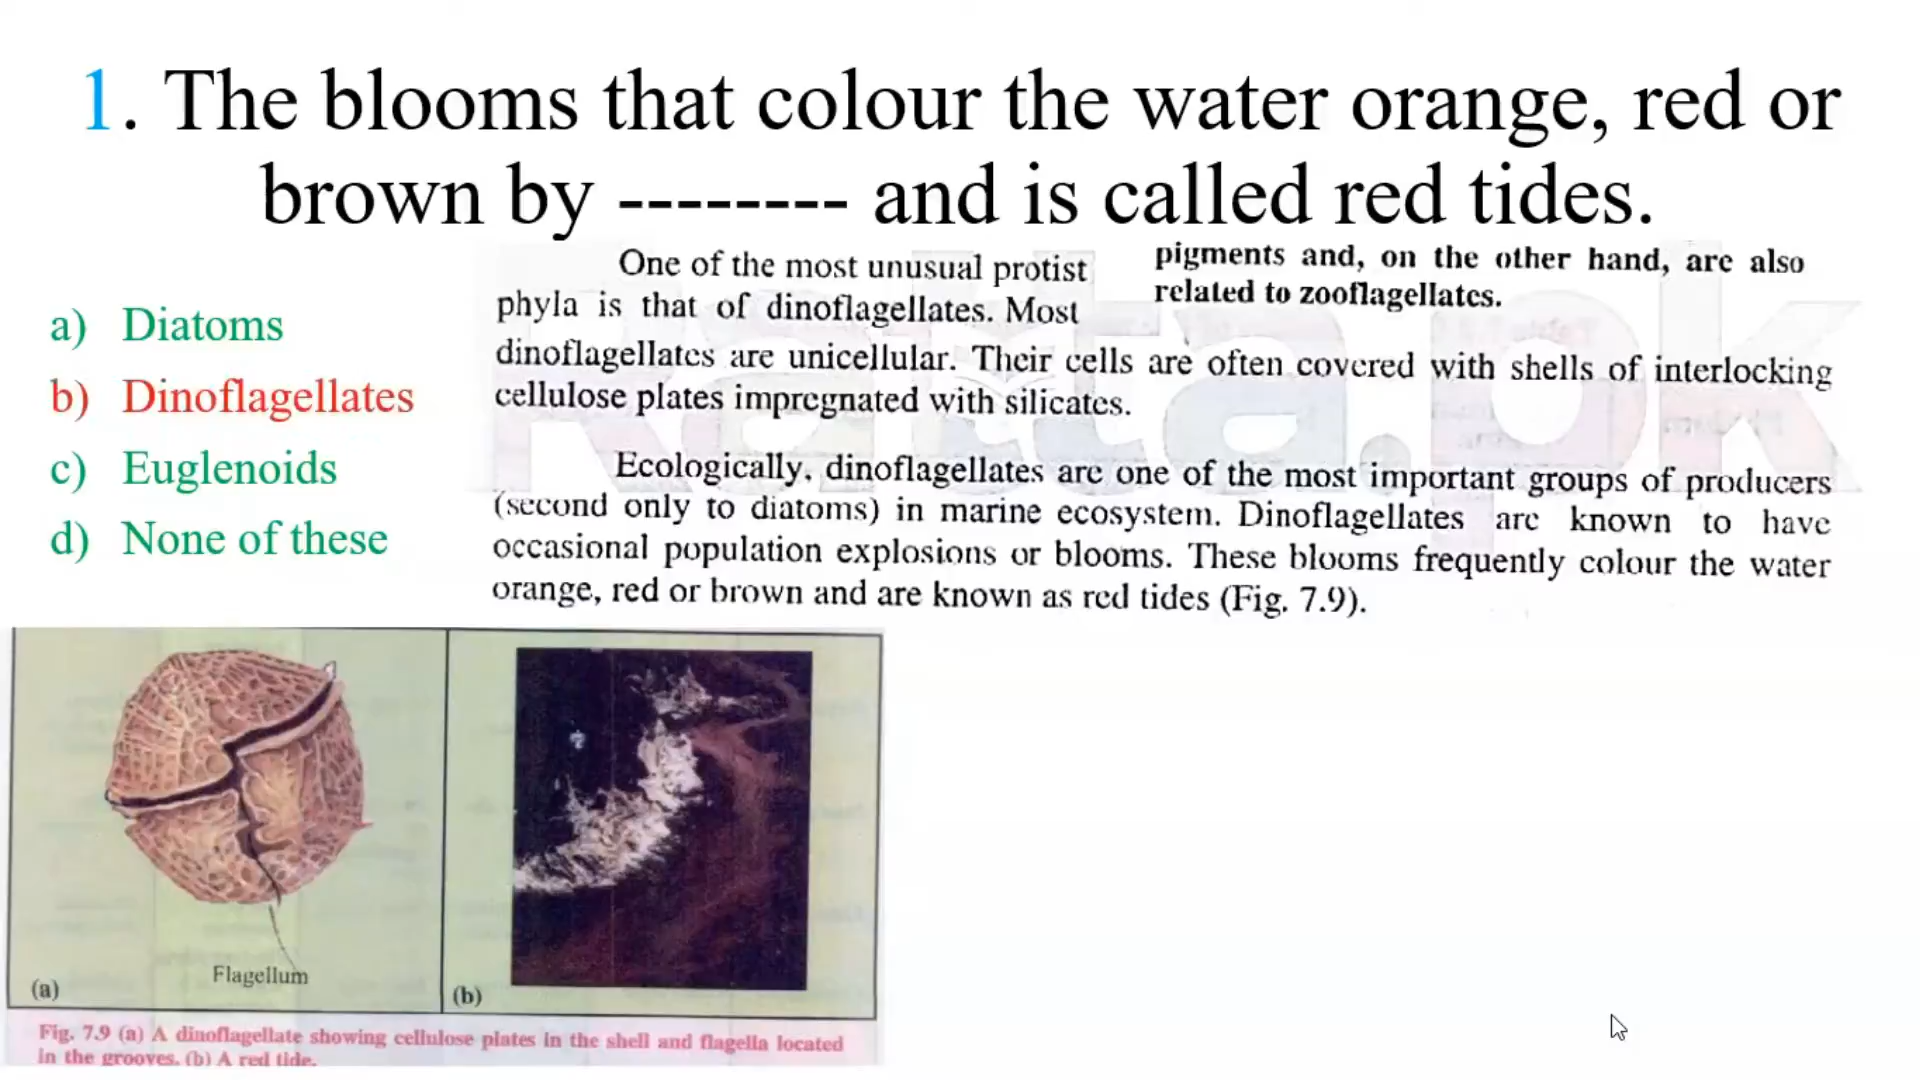 1. The blooms that colour the water orange, red or
brown by -------- and is called red tides.
a) Diatoms
b) Dinoflagellates
c) Euglenoids
d) None of these
One of the most unusual protist
phyla is that of dinoflagellates. Most
pigments and, on the other hand, are also
related to zooflagellates.
dinoflagellates are unicellular. Their cells are often covered with shells of interlocking
cellulose plates impregnated with silicates.
Ecologically, dinoflagellates are one of the most important groups of producers
(second only to diatoms) in marine ecosystem. Dinoflagellates are known to have
occasional population explosions or blooms. These blooms frequently colour the water
orange, red or brown and are known as red tides (Fig. 7.9).
Ratta.pk
Flagellum
(a)
(b)
Fig. 7.9 (a) A dinoflagellate showing cellulose plates in the shell and flagella located
in the grooves. (b) A red tide.